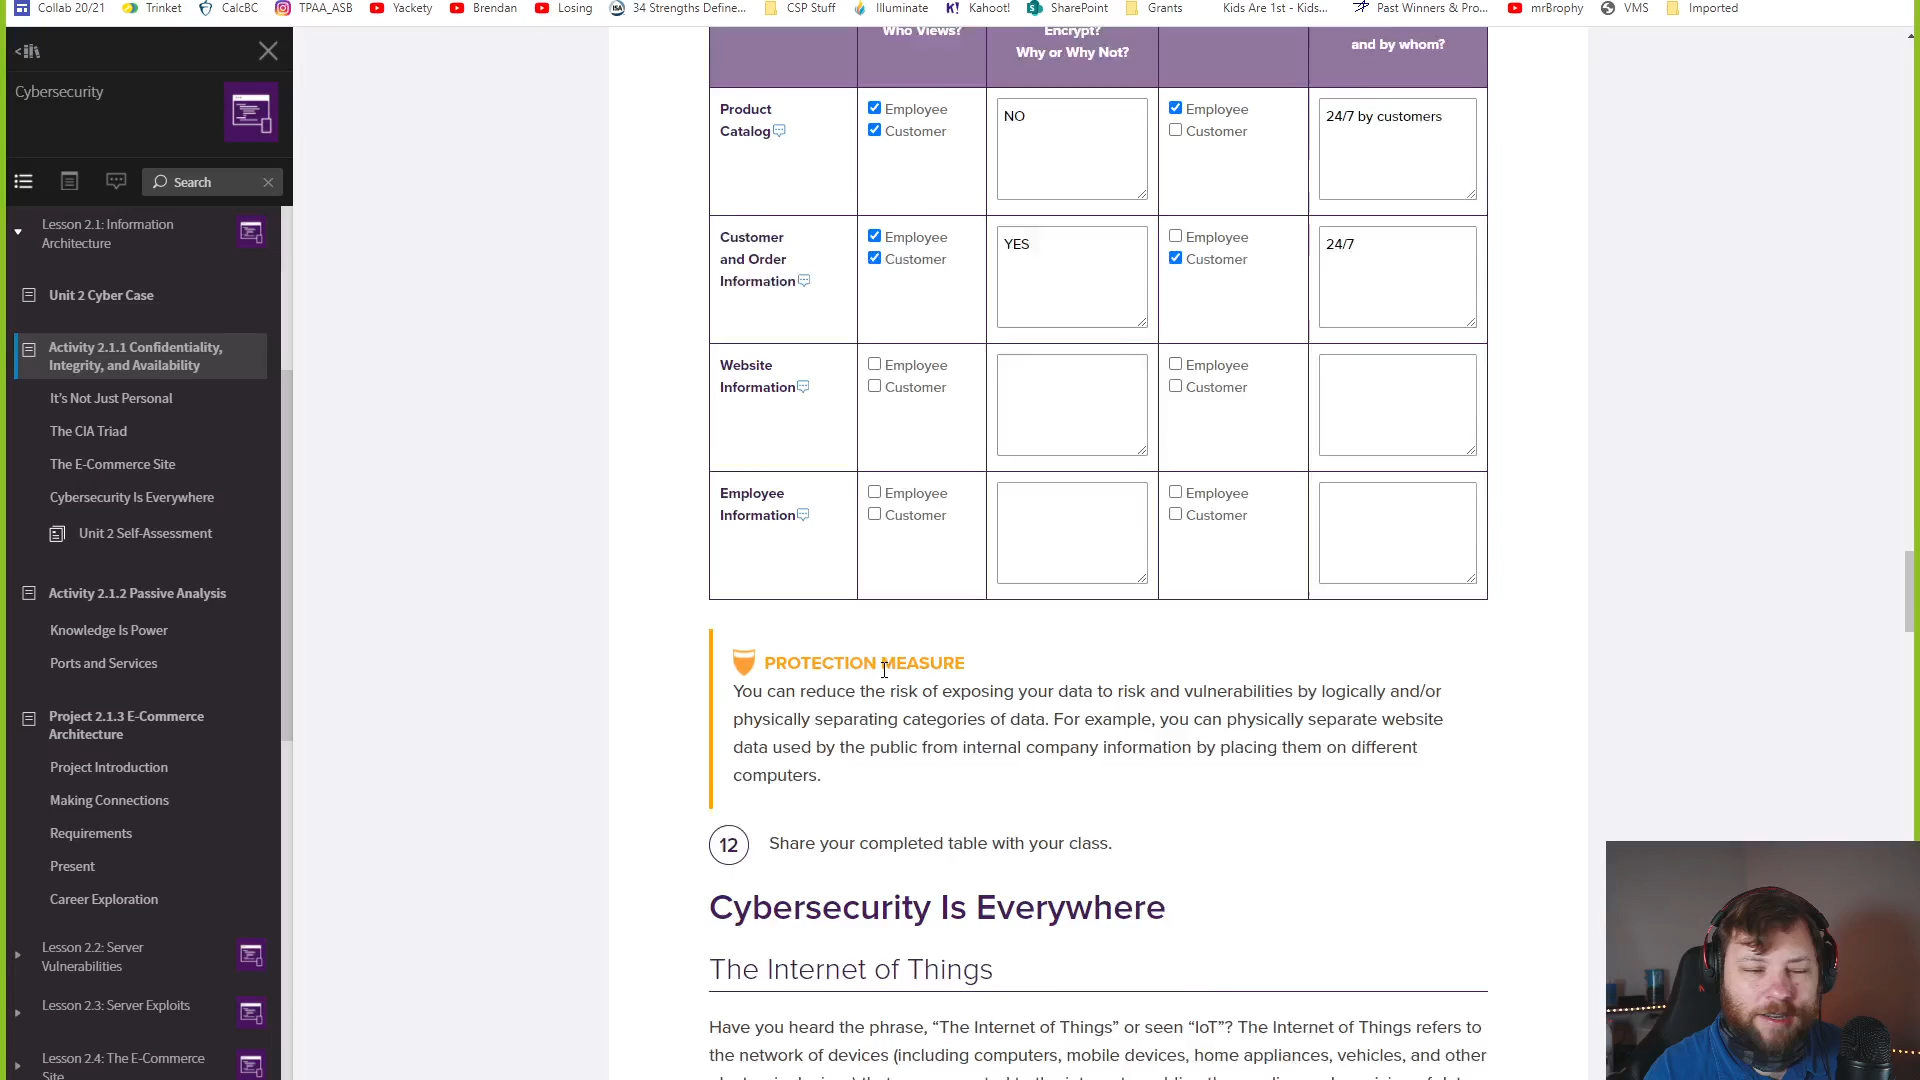 Collab 20/21 Trinket CalcBC TPAA_ASB Yackety Brendan Losing 34 Strengths Define... CSP Stuff Illuminate K! Kahoot! SharePoint Grants Kids Are 1st - Kids... Past Winners & Pro... mrBrophy VMS Imported
Cybersecurity
Search
Lesson 2.1: Information
Architecture
Unit 2 Cyber Case
Activity 2.1.1 Confidentiality,
Integrity, and Availability
It's Not Just Personal
The CIA Triad
The E-Commerce Site
Cybersecurity Is Everywhere
Unit 2 Self-Assessment
Activity 2.1.2 Passive Analysis
Knowledge Is Power
Ports and Services
Project 2.1.3 E-Commerce
Architecture
Project Introduction
Making Connections
Requirements
Present
Career Exploration
Lesson 2.2: Server
Vulnerabilities
Lesson 2.3: Server Exploits
Lesson 2.4: The E-Commerce
Site
Who Views? Encrypt?
Why or Why Not? and by whom?
Product Employee NO Employee 24/7 by customers
Catalog Customer Customer
Customer Employee YES Employee 24/7
and Order Customer Customer
Information
Website Employee Employee
Information Customer Customer
Employee Employee Employee
Information Customer Customer
PROTECTION MEASURE
You can reduce the risk of exposing your data to risk and vulnerabilities by logically and/or
physically separating categories of data. For example, you can physically separate website
data used by the public from internal company information by placing them on different
computers.
12 Share your completed table with your class.
Cybersecurity Is Everywhere
The Internet of Things
Have you heard the phrase, “The Internet of Things” or seen “IoT”? The Internet of Things refers to
the network of devices (including computers, mobile devices, home appliances, vehicles, and other